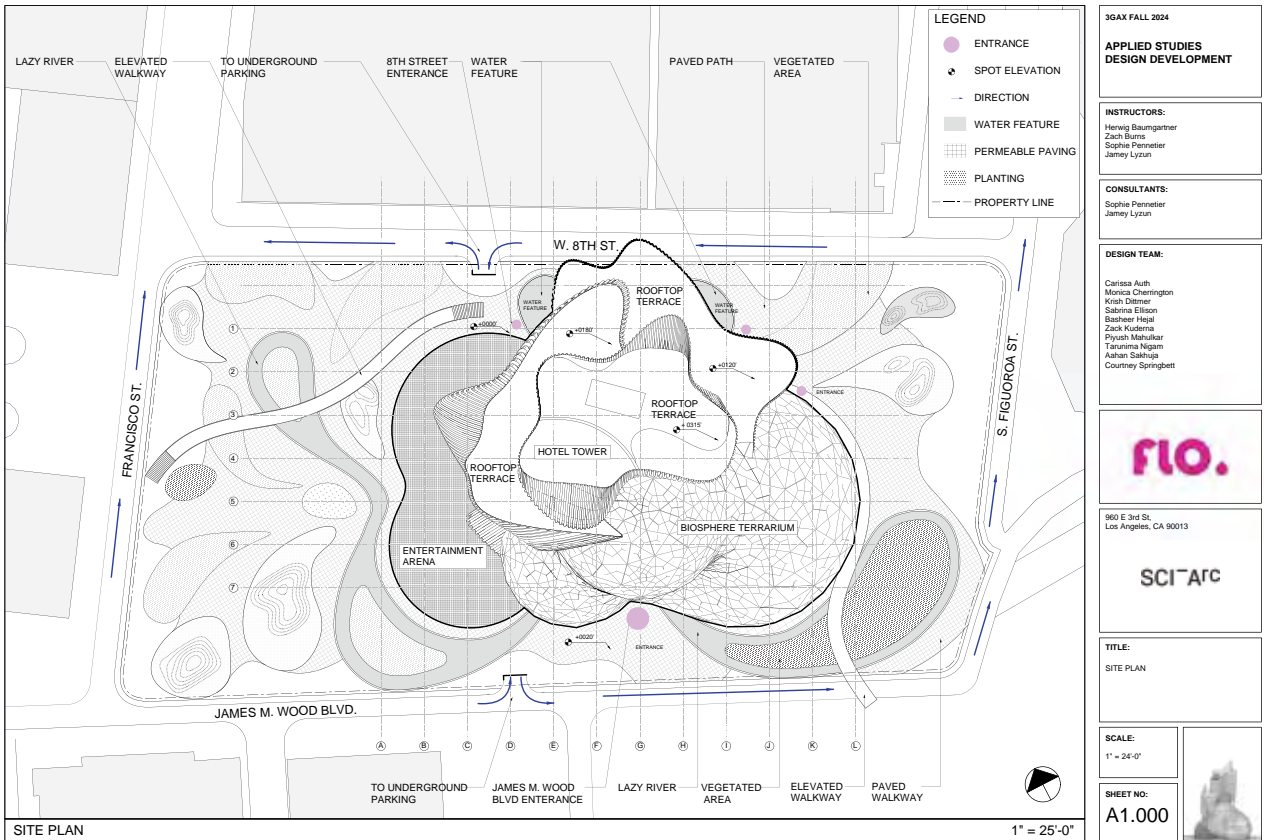 LAZY RIVER
ELEVATED
WALKWAY
TO UNDERGROUND
PARKING
8TH STREET
ENTERANCE
WATER
FEATURE
PAVED PATH
VEGETATED
AREA
LEGEND
ENTRANCE
SPOT ELEVATION
DIRECTION
WATER FEATURE
PERMEABLE PAVING
PLANTING
PROPERTY LINE
W. 8TH ST.
FRANCISCO ST.
S. FIGUOROA ST.
JAMES M. WOOD BLVD.
WATER
FEATURE
ROOFTOP
TERRACE
WATER
FEATURE
+0000'
+0180'
+0120'
ENTRANCE
ROOFTOP
TERRACE
+ 0315'
HOTEL TOWER
ROOFTOP
TERRACE
BIOSPHERE TERRARIUM
ENTERTAINMENT
ARENA
+0020'
ENTRANCE
1
2
3
4
5
6
7
A B C D E F G H I J K L
TO UNDERGROUND
PARKING
JAMES M. WOOD
BLVD ENTERANCE
LAZY RIVER
VEGETATED
AREA
ELEVATED
WALKWAY
PAVED
WALKWAY
SITE PLAN
1" = 25'-0"
3GAX FALL 2024
APPLIED STUDIES
DESIGN DEVELOPMENT
INSTRUCTORS:
Herwig Baumgartner
Zach Burns
Sophie Pennetier
Jamey Lyzun
CONSULTANTS:
Sophie Pennetier
Jamey Lyzun
DESIGN TEAM:
Carissa Auth
Monica Cherrington
Krish Dittmer
Sabrina Ellison
Basheer Hejal
Zack Kuderna
Piyush Mahulkar
Tarunima Nigam
Aahan Sakhuja
Courtney Springbett
FLO.
960 E 3rd St,
Los Angeles, CA 90013
SCI-Arc
TITLE:
SITE PLAN
SCALE:
1" = 24'-0"
SHEET NO:
A1.000